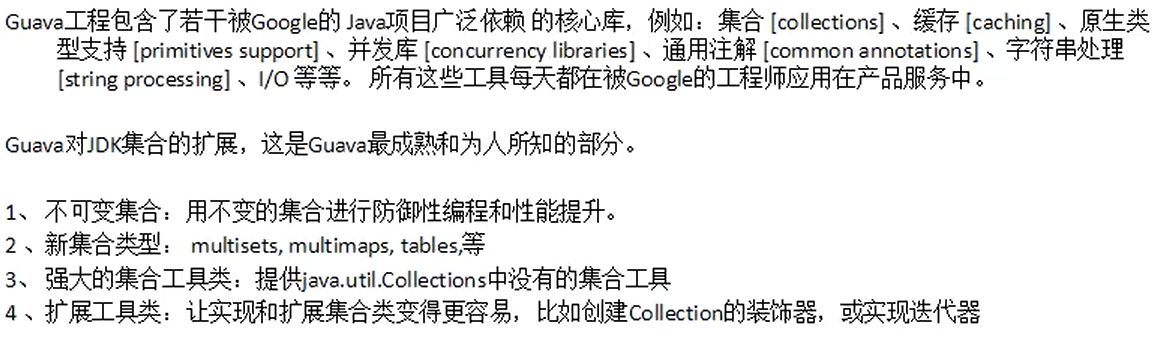 Guava工程包含了若干被Google的 Java项目广泛依赖 的核心库，例如：集合 [collections] 、缓存 [caching] 、原生类
型支持 [primitives support] 、并发库 [concurrency libraries] 、通用注解 [common annotations] 、字符串处理
[string processing] 、I/O 等等。 所有这些工具每天都在被Google的工程师应用在产品服务中。
Guava对JDK集合的扩展，这是Guava最成熟和为人所知的部分。
1、 不可变集合：用不变的集合进行防御性编程和性能提升。
2 、新集合类型： multisets, multimaps, tables,等
3、 强大的集合工具类：提供java.util.Collections中没有的集合工具
4 、扩展工具类：让实现和扩展集合类变得更容易，比如创建Collection的装饰器，或实现迭代器